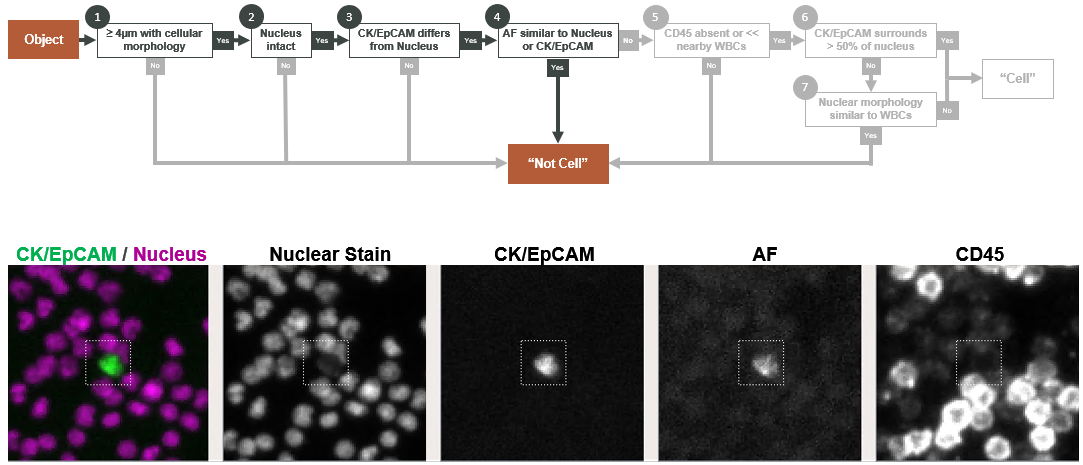 1
2
3
4
5
6
Object
≥ 4µm with cellular
morphology
Yes
Nucleus
intact
Yes
CK/EpCAM differs
from Nucleus
Yes
AF similar to Nucleus
or CK/EpCAM
No
CD45 absent or <<
nearby WBCs
Yes
CK/EpCAM surrounds
> 50% of nucleus
Yes
No
No
No
Yes
No
No
"Cell"
7
Nuclear morphology
similar to WBCs
No
Yes
"Not Cell"
CK/EpCAM / Nucleus
Nuclear Stain
CK/EpCAM
AF
CD45